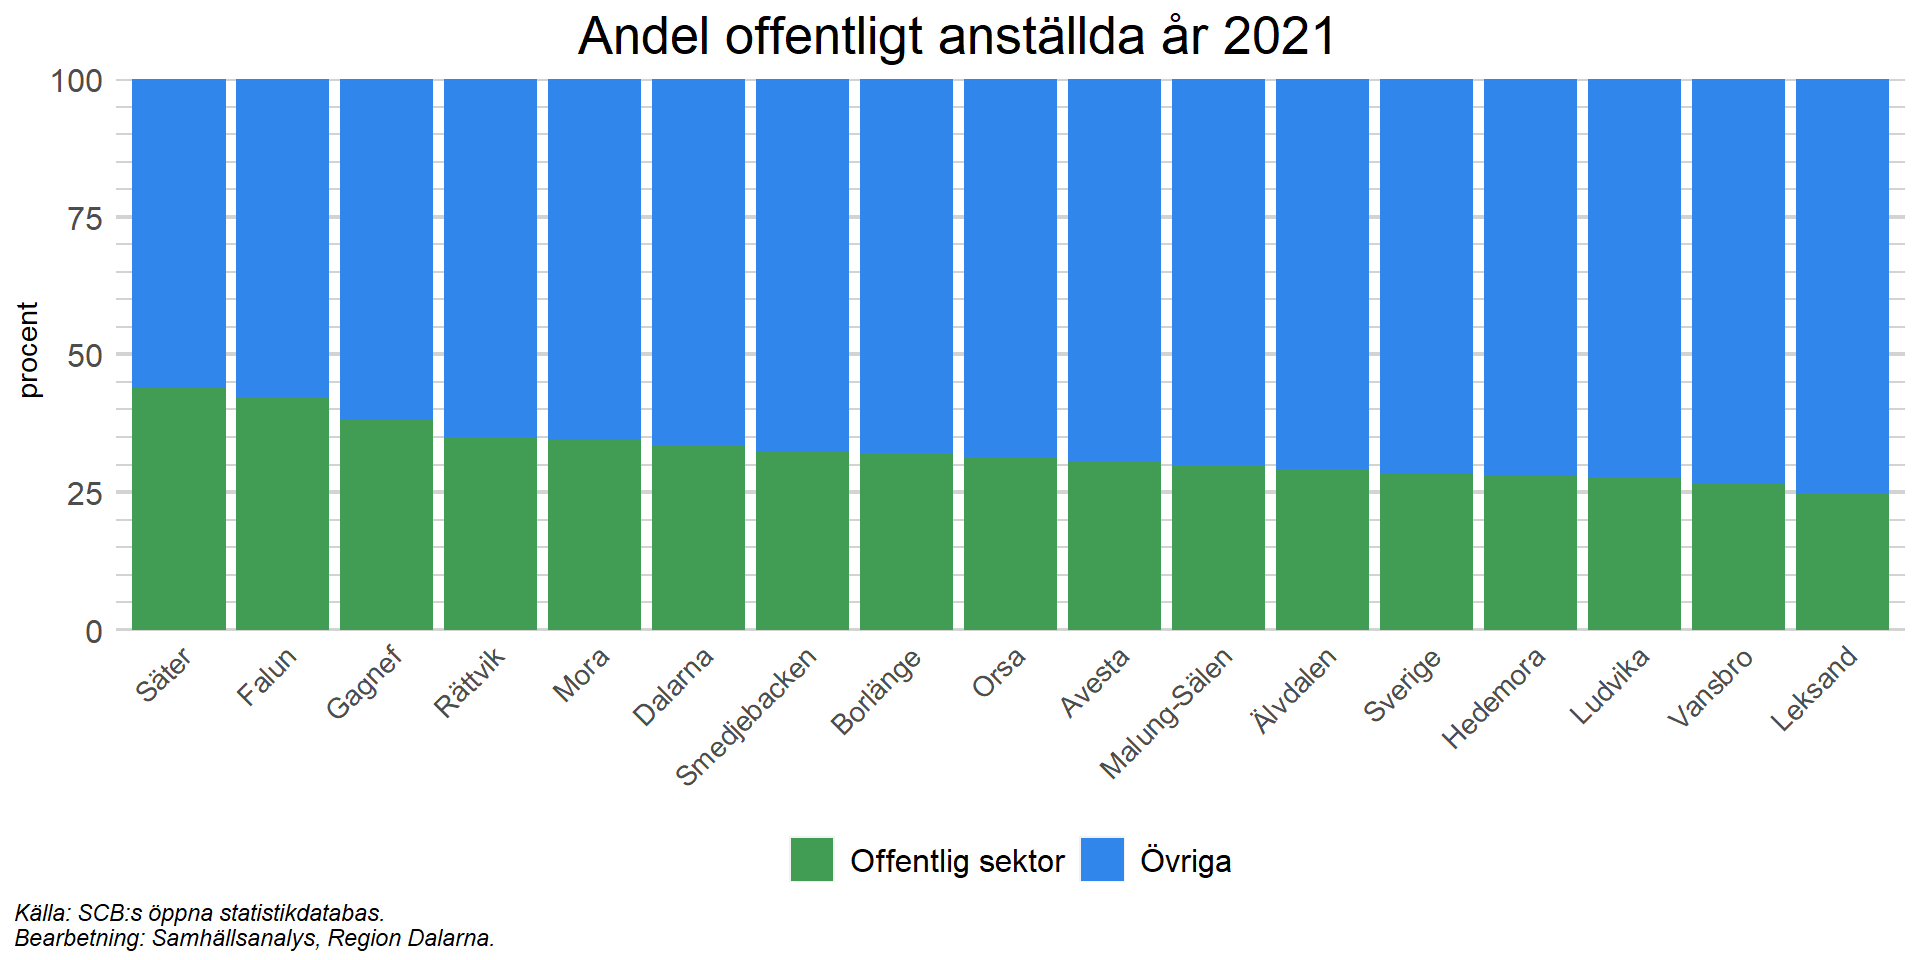 Andel offentligt anställda år 2021
procent
100
75
50
25
0
Säter
Falun
Gagnef
Rättvik
Mora
Dalarna
Smedjebacken
Borlänge
Orsa
Avesta
Malung-Sälen
Älvdalen
Sverige
Hedemora
Ludvika
Vansbro
Leksand
Offentlig sektor
Övriga
Källa: SCB:s öppna statistikdatabas.
Bearbetning: Samhällsanalys, Region Dalarna.